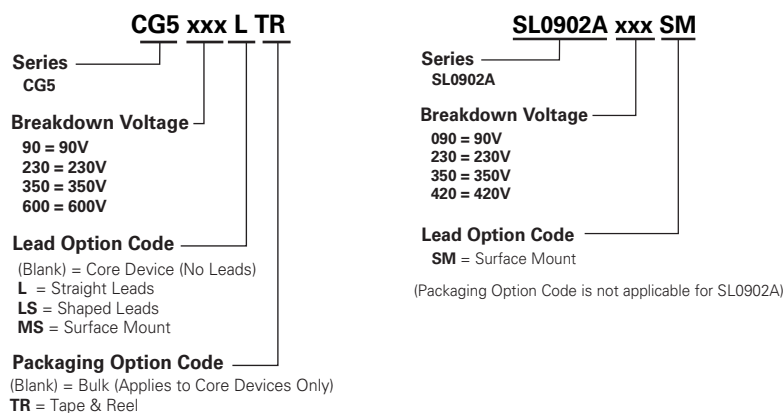 CG5 xxx L TR
Series
CG5
Breakdown Voltage
90 = 90V
230 = 230V
350 = 350V
600 = 600V
Lead Option Code
(Blank) = Core Device (No Leads)
L = Straight Leads
LS = Shaped Leads
MS = Surface Mount
Packaging Option Code
(Blank) = Bulk (Applies to Core Devices Only)
TR = Tape & Reel
SL0902A xxx SM
Series
SL0902A
Breakdown Voltage
090 = 90V
230 = 230V
350 = 350V
420 = 420V
Lead Option Code
SM = Surface Mount
(Packaging Option Code is not applicable for SL0902A)